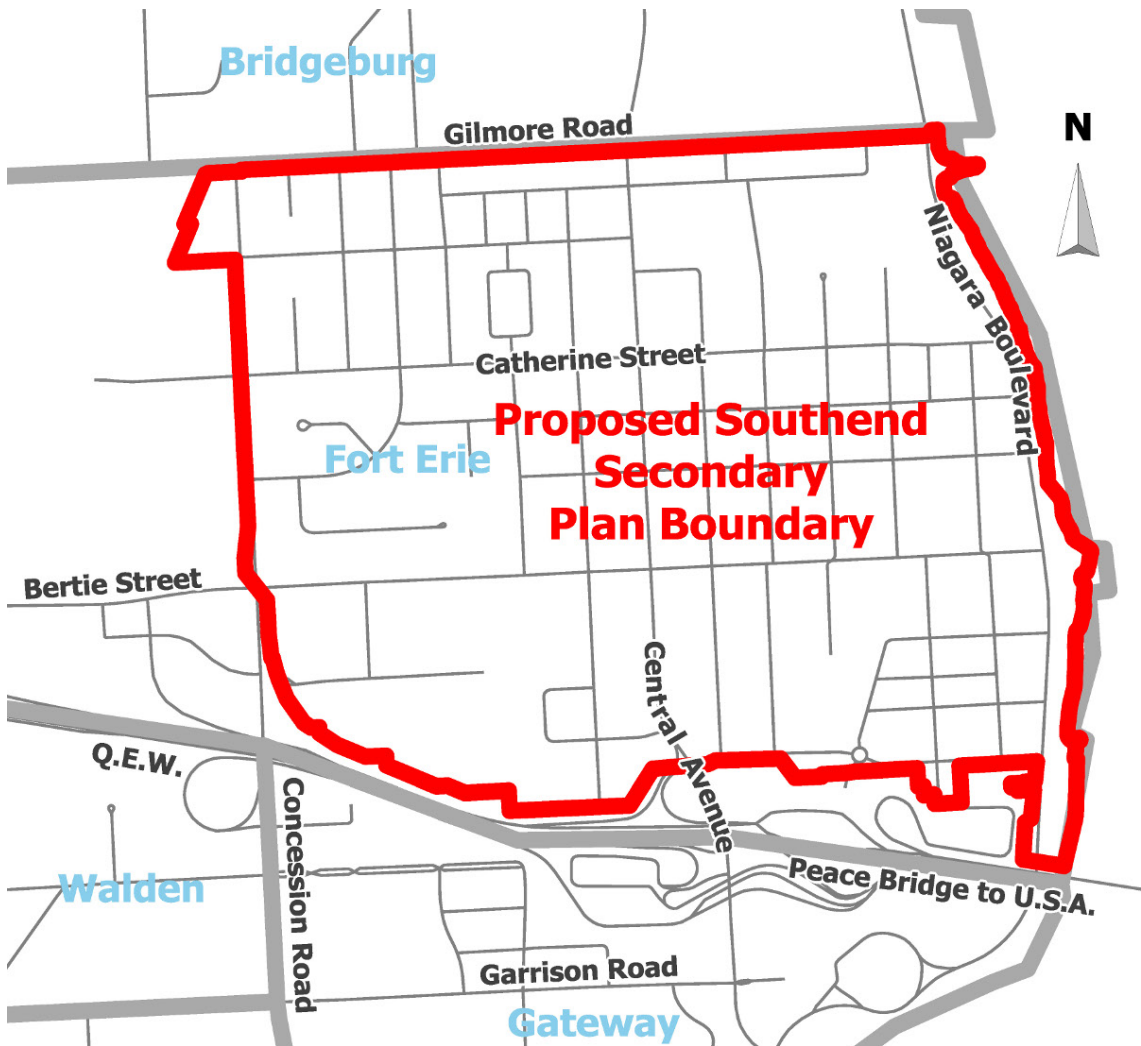 Bridgeburg
Gilmore Road
N
Niagara Boulevard
Catherine Street
Proposed Southend
Secondary
Plan Boundary
Fort Erie
Bertie Street
Central Avenue
Q.E.W.
Concession Road
Peace Bridge to U.S.A.
Walden
Garrison Road
Gateway